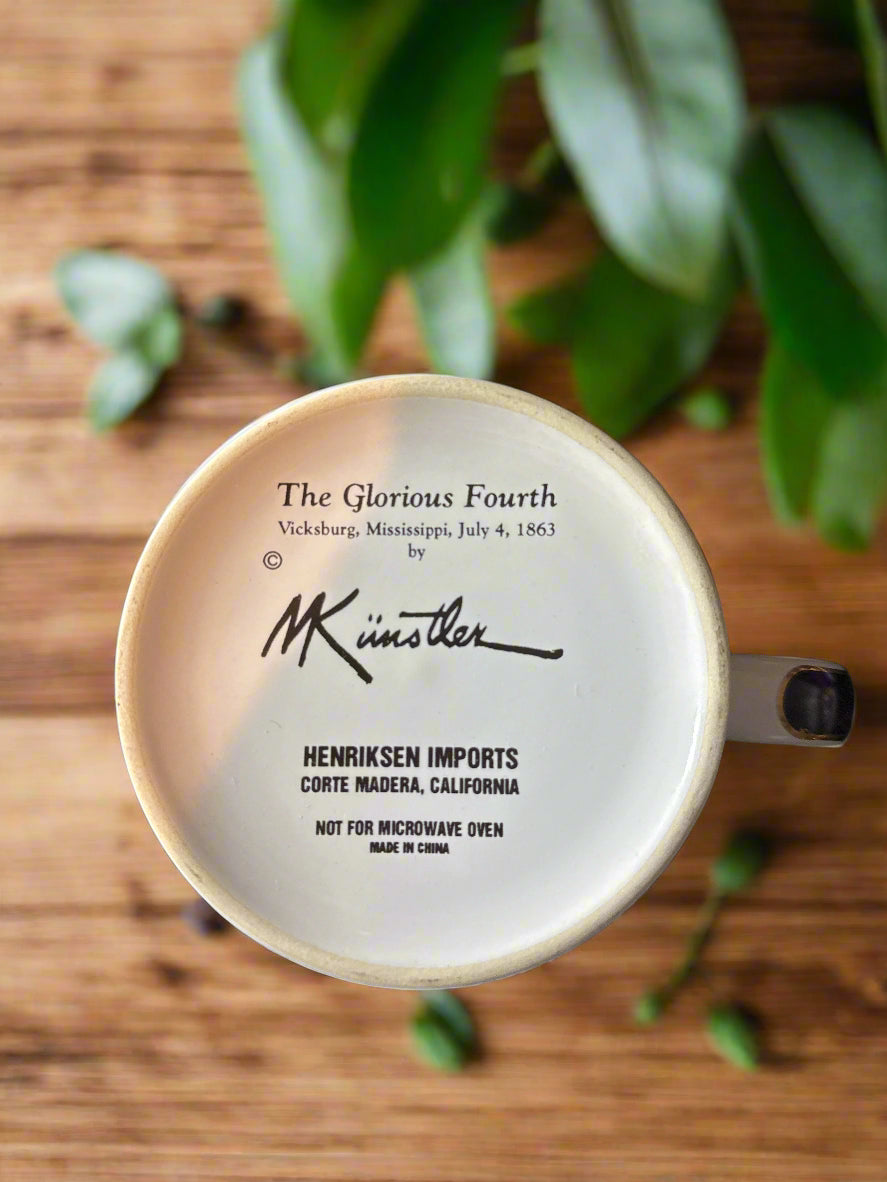 The Glorious Fourth
Vicksburg, Mississippi, July 4, 1863
by
©
MKünstler
HENRIKSEN IMPORTS
CORTE MADERA, CALIFORNIA
NOT FOR MICROWAVE OVEN
MADE IN CHINA